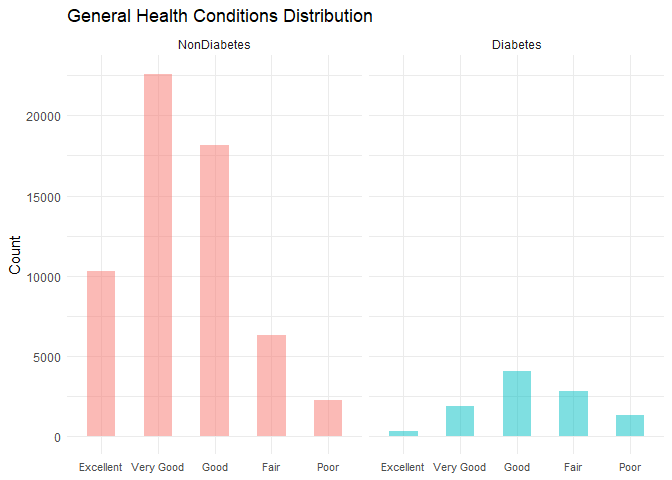 General Health Conditions Distribution
NonDiabetes
Diabetes
Count
20000
15000
10000
5000
0
Excellent Very Good Good Fair Poor
Excellent Very Good Good Fair Poor